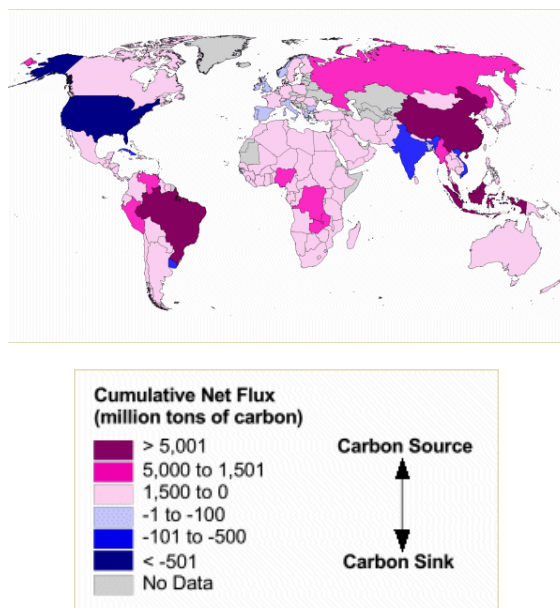 Cumulative Net Flux
(million tons of carbon)
> 5,001
5,000 to 1,501
1,500 to 0
-1 to -100
-101 to -500
< -501
No Data
Carbon Source
Carbon Sink